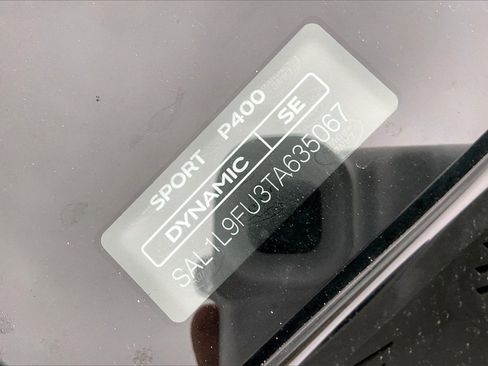 SPORT P400
DYNAMIC SE
SAL1L9FU3TA635067